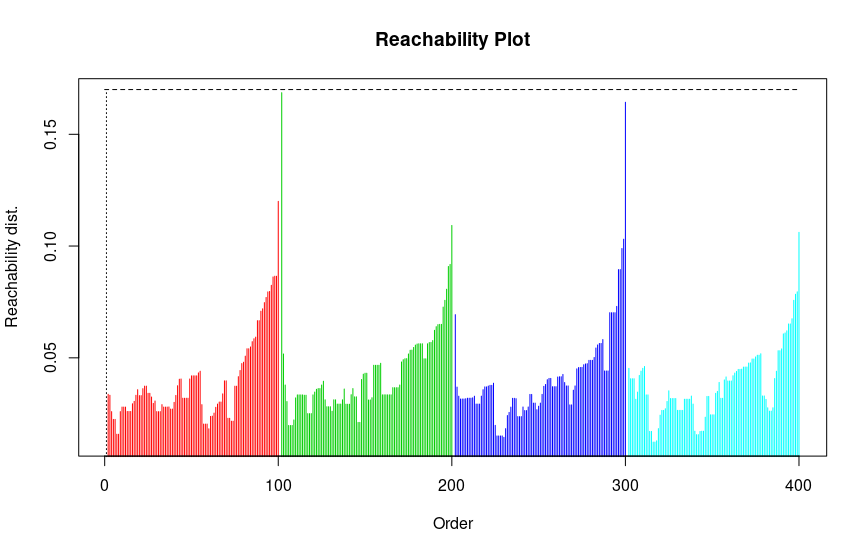 Reachability Plot
Reachability dist.
0.15
0.10
0.05
0 100 200 300 400
Order